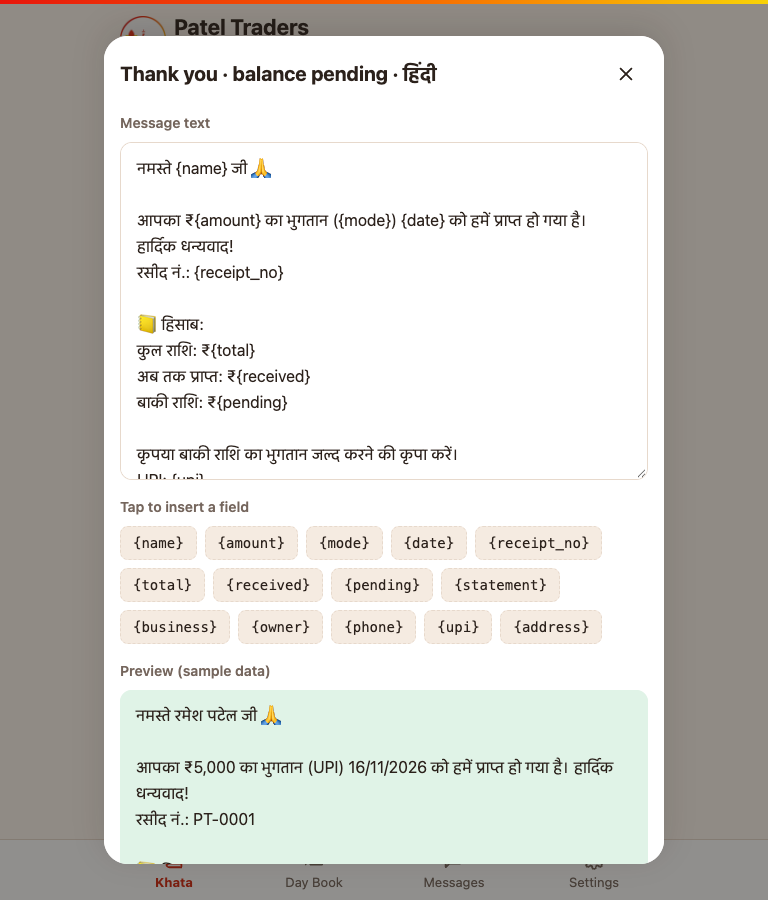 Patel Traders
Thank you · balance pending · हिंदी
Message text
नमस्ते {name} जी 🙏
आपका ₹{amount} का भुगतान ({mode}) {date} को हमें प्राप्त हो गया है।
हार्दिक धन्यवाद!
रसीद नं.: {receipt_no}
📒 हिसाब:
कुल राशि: ₹{total}
अब तक प्राप्त: ₹{received}
बाकी राशि: ₹{pending}
कृपया बाकी राशि का भुगतान जल्द करने की कृपा करें।
UPI: {upi}
Tap to insert a field
{name} {amount} {mode} {date} {receipt_no}
{total} {received} {pending} {statement}
{business} {owner} {phone} {upi} {address}
Preview (sample data)
नमस्ते रमेश पटेल जी 🙏
आपका ₹5,000 का भुगतान (UPI) 16/11/2026 को हमें प्राप्त हो गया है। हार्दिक
धन्यवाद!
रसीद नं.: PT-0001
Khata Day Book Messages Settings